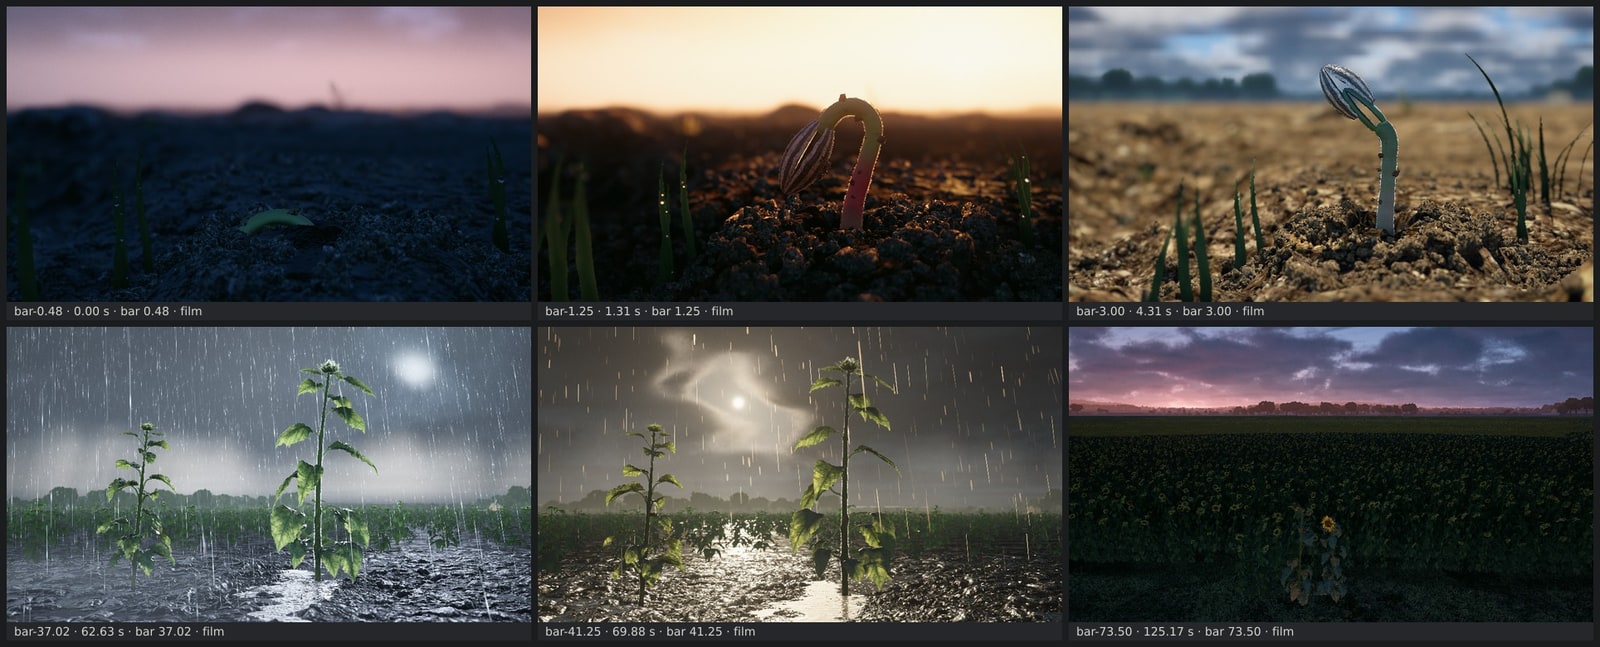 bar-0.48 · 0.00 s · bar 0.48 · film
bar-1.25 · 1.31 s · bar 1.25 · film
bar-3.00 · 4.31 s · bar 3.00 · film
bar-37.02 · 62.63 s · bar 37.02 · film
bar-41.25 · 69.88 s · bar 41.25 · film
bar-73.50 · 125.17 s · bar 73.50 · film